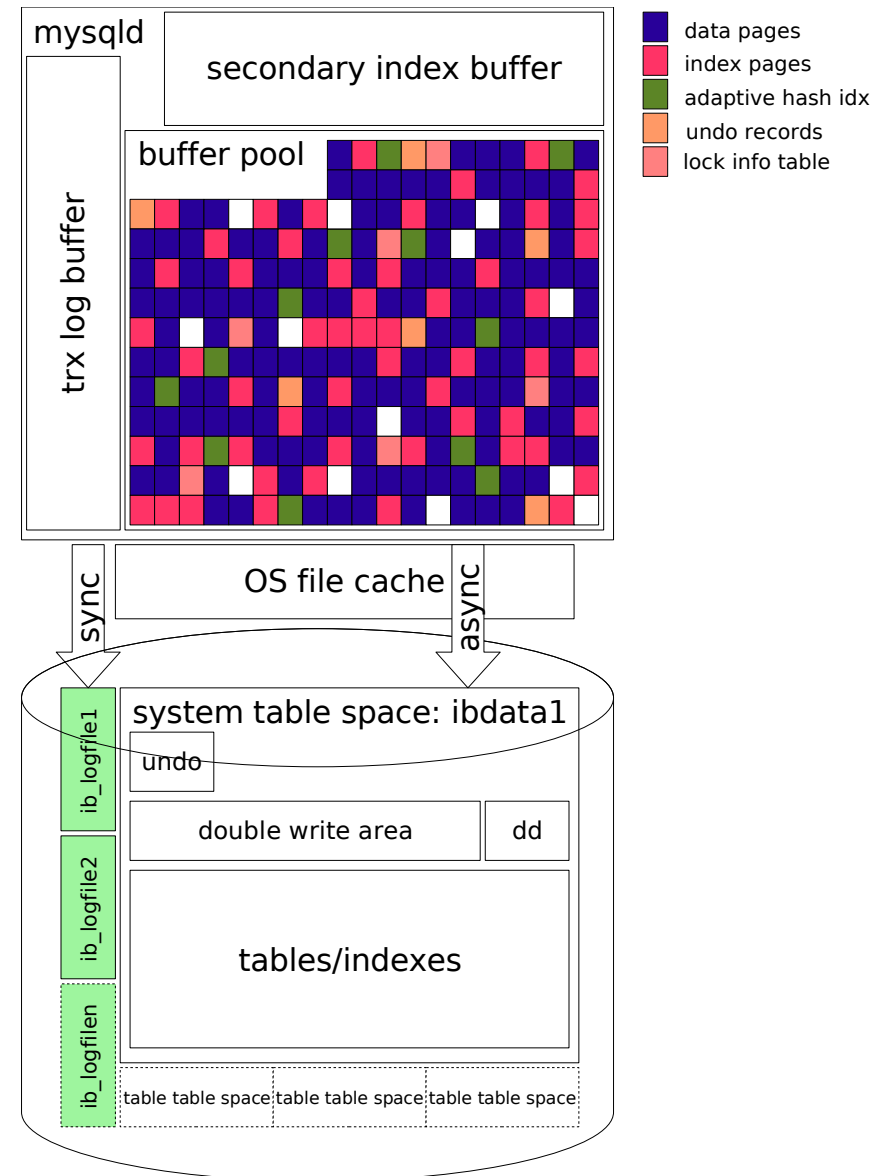 mysqld
secondary index buffer
trx log buffer
buffer pool
data pages
index pages
adaptive hash idx
undo records
lock info table
sync
OS file cache
async
ib_logfile1
ib_logfile2
ib_logfilen
system table space: ibdata1
undo
double write area
dd
tables/indexes
table table space
table table space
table table space